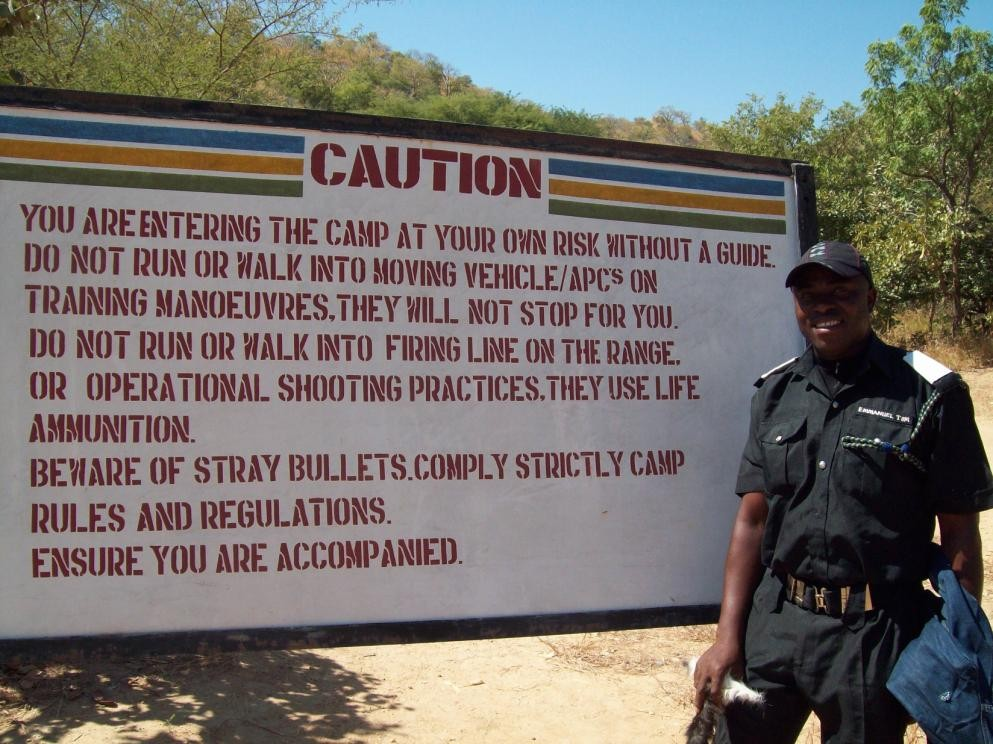 CAUTION
YOU ARE ENTERING THE CAMP AT YOUR OWN RISK WITHOUT A GUIDE.
DO NOT RUN OR WALK INTO MOVING VEHICLE/APC'S ON
TRAINING MANOEUVRES,THEY WILL NOT STOP FOR YOU.
DO NOT RUN OR WALK INTO FIRING LINE ON THE RANGE,
OR OPERATIONAL SHOOTING PRACTICES,THEY USE LIFE
AMMUNITION.
BEWARE OF STRAY BULLETS.COMPLY STRICTLY CAMP
RULES AND REGULATIONS.
ENSURE YOU ARE ACCOMPANIED.
EMMANUEL